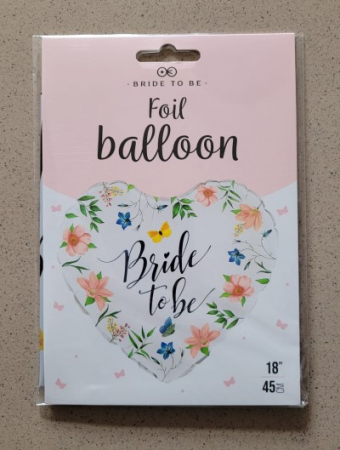 · BRIDE TO BE ·
Foil
balloon
Bride
to be
18"
45 CM